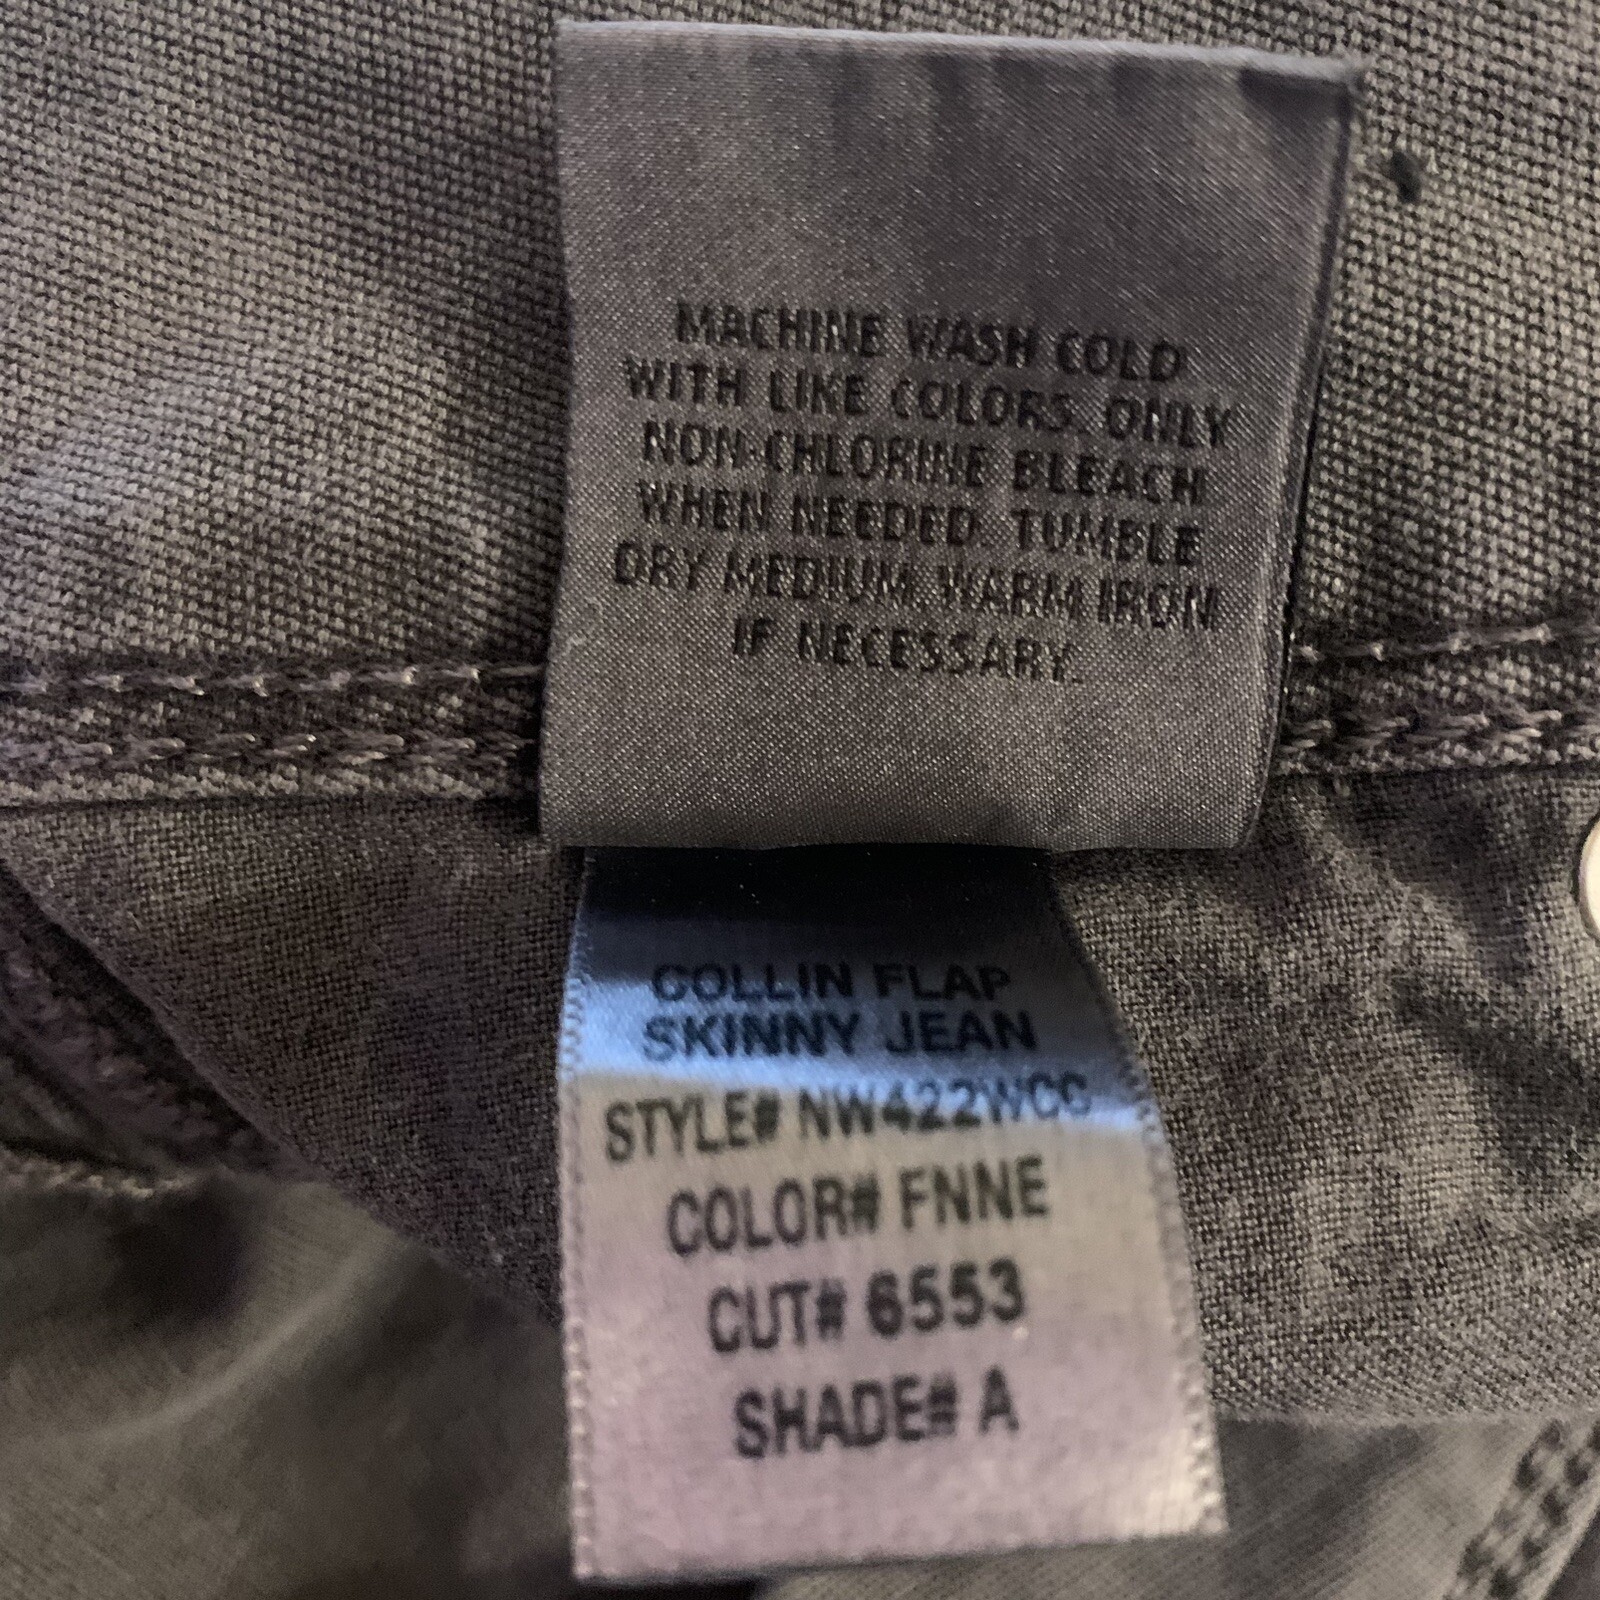 MACHINE WASH COLD
WITH LIKE COLORS. ONLY
NON-CHLORINE BLEACH
WHEN NEEDED. TUMBLE
DRY MEDIUM. WARM IRON
IF NECESSARY.
COLLIN FLAP
SKINNY JEAN
STYLE# NW422WCC
COLOR# FNNE
CUT# 6553
SHADE# A